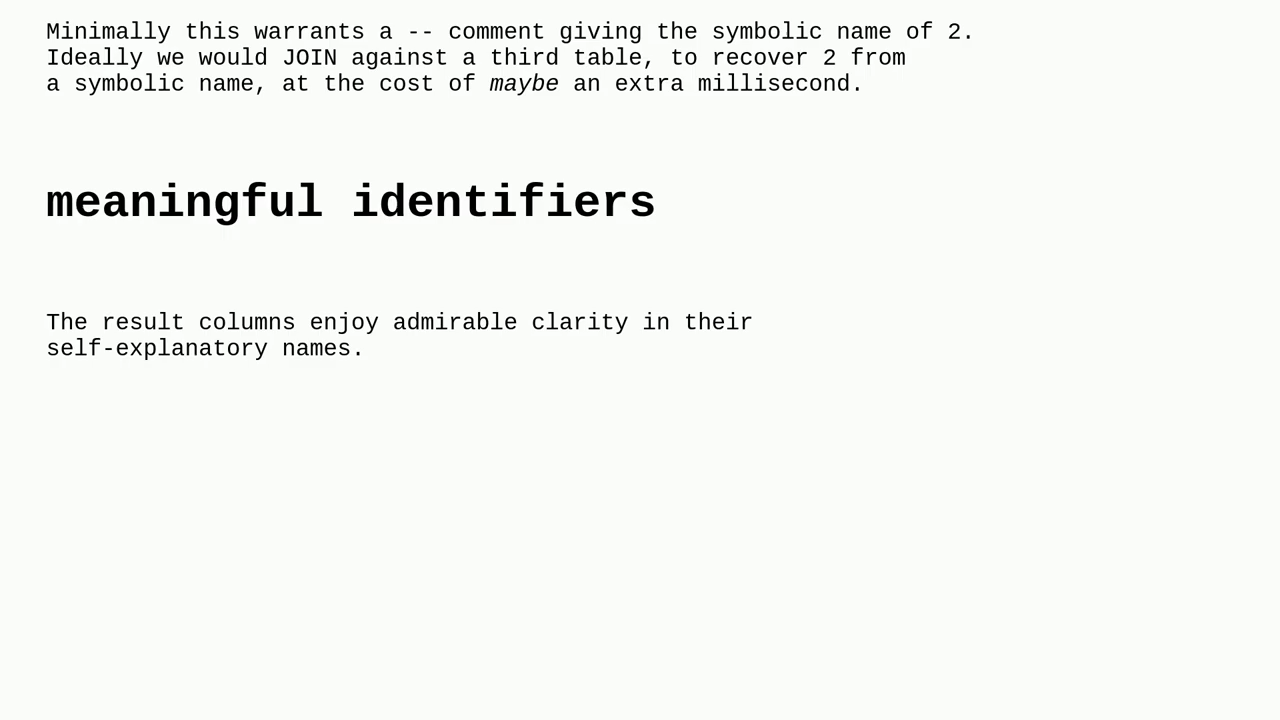 Minimally this warrants a -- comment giving the symbolic name of 2.
Ideally we would JOIN against a third table, to recover 2 from
a symbolic name, at the cost of maybe an extra millisecond.
meaningful identifiers
The result columns enjoy admirable clarity in their
self-explanatory names.